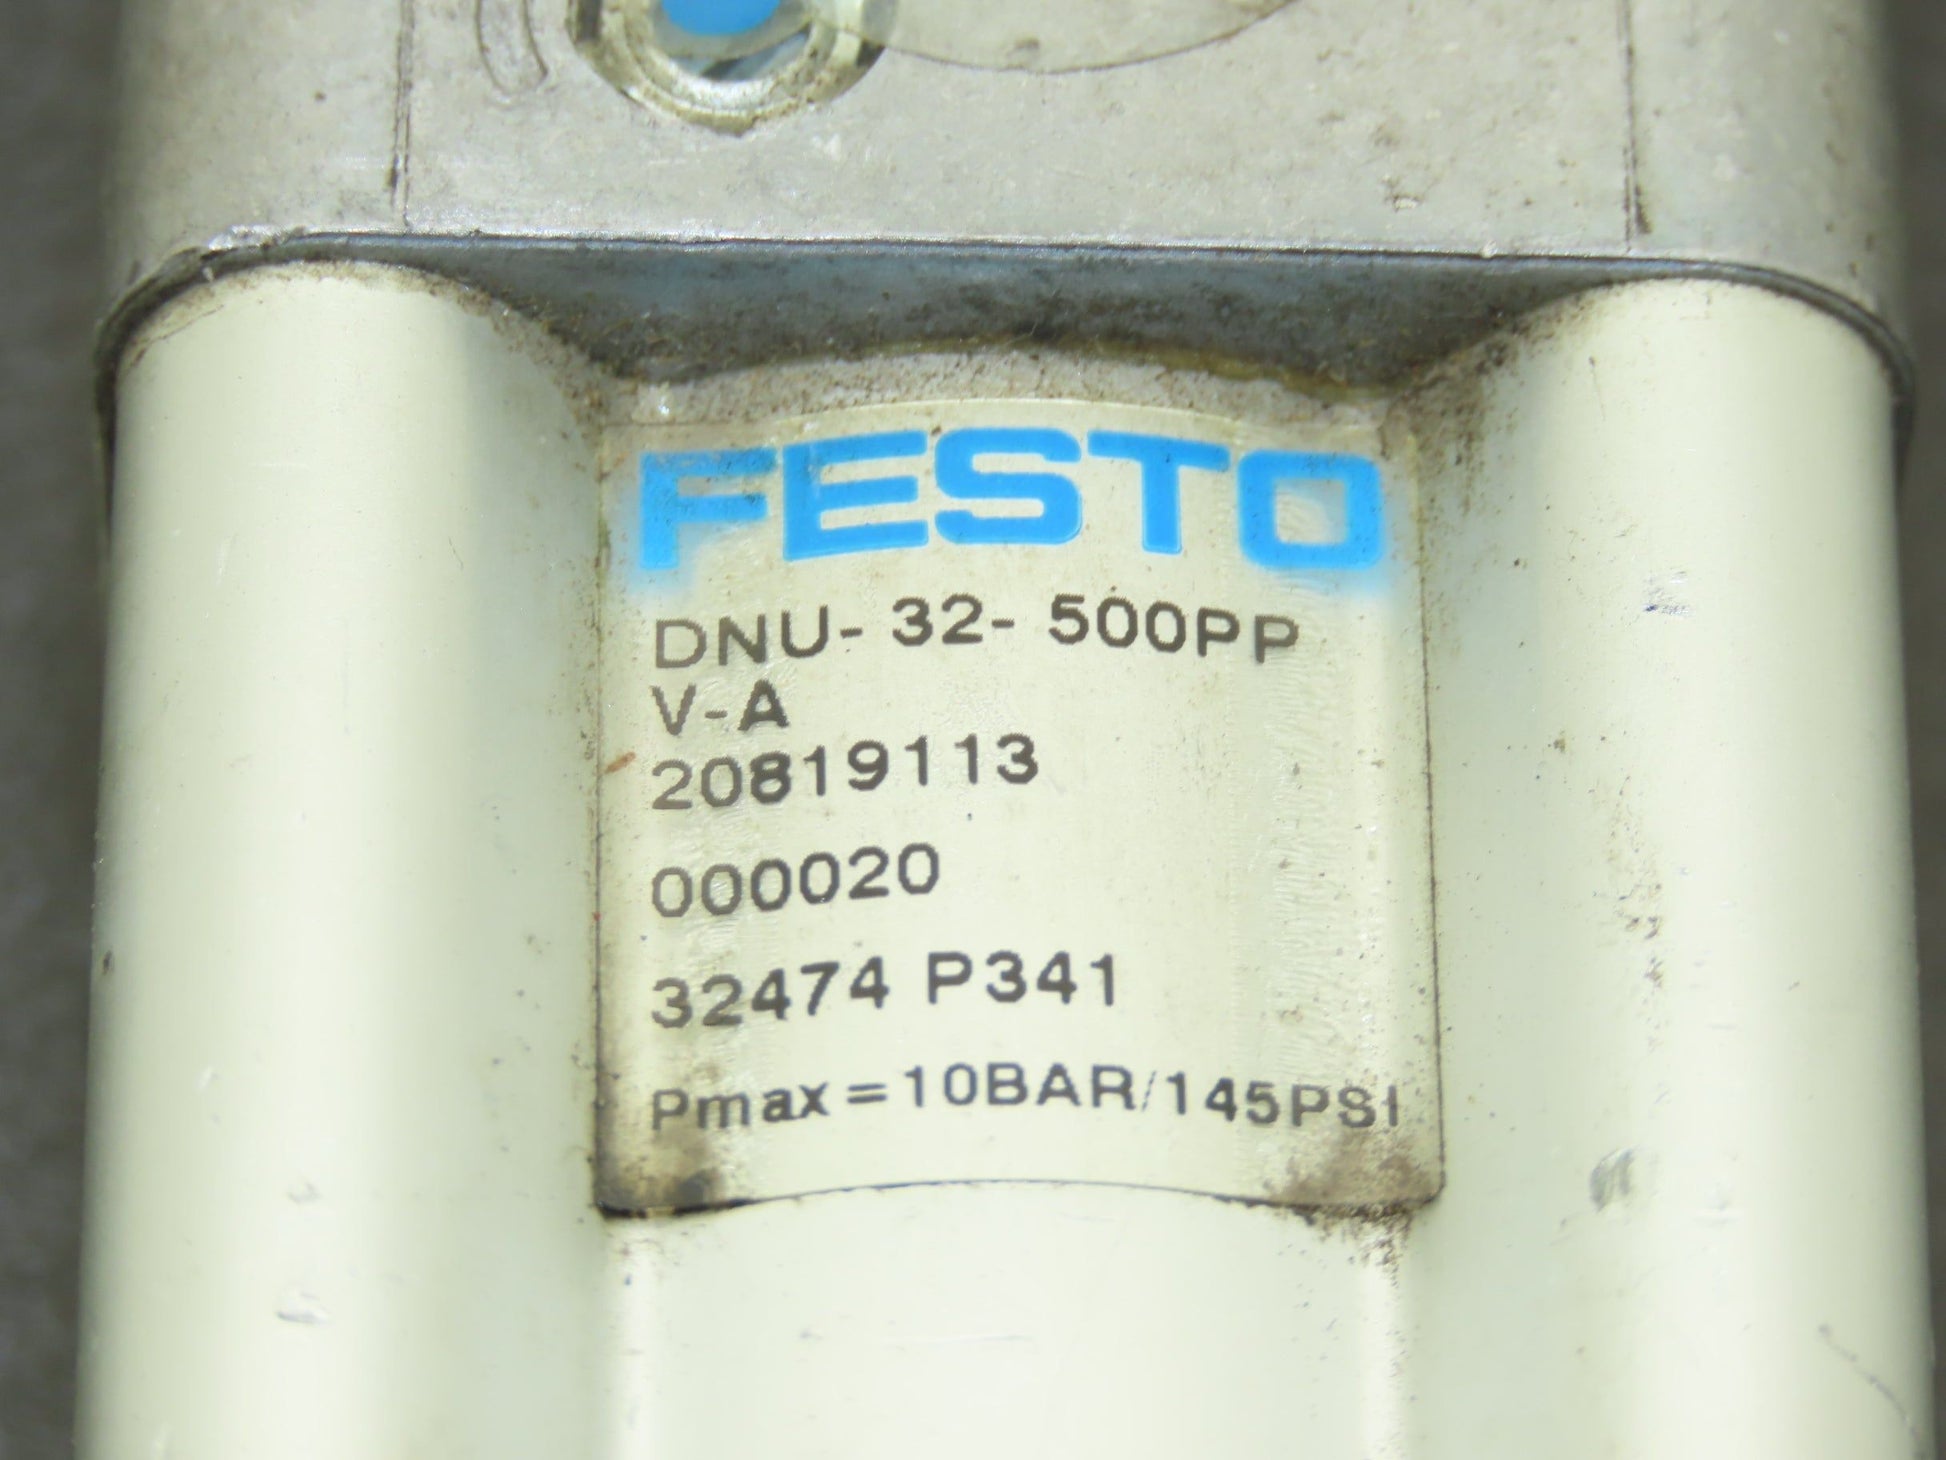 FESTO
DNU- 32- 500PP
V-A
20819113
000020
32474 P341
Pmax=10BAR/145PSI